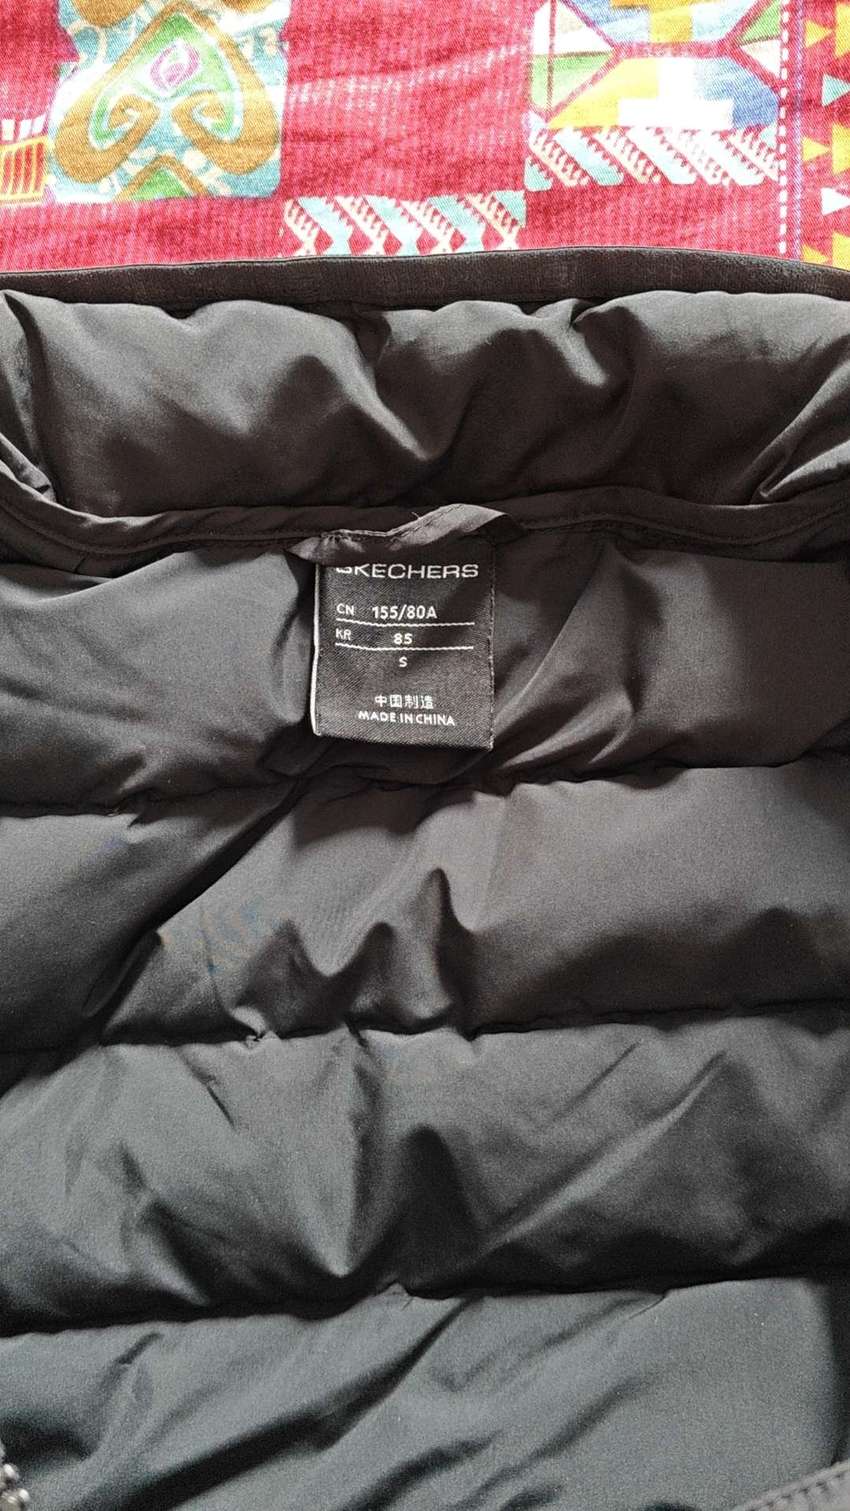 SKECHERS
CN 155/80A
KR 85
S
中国制造
MADE IN CHINA